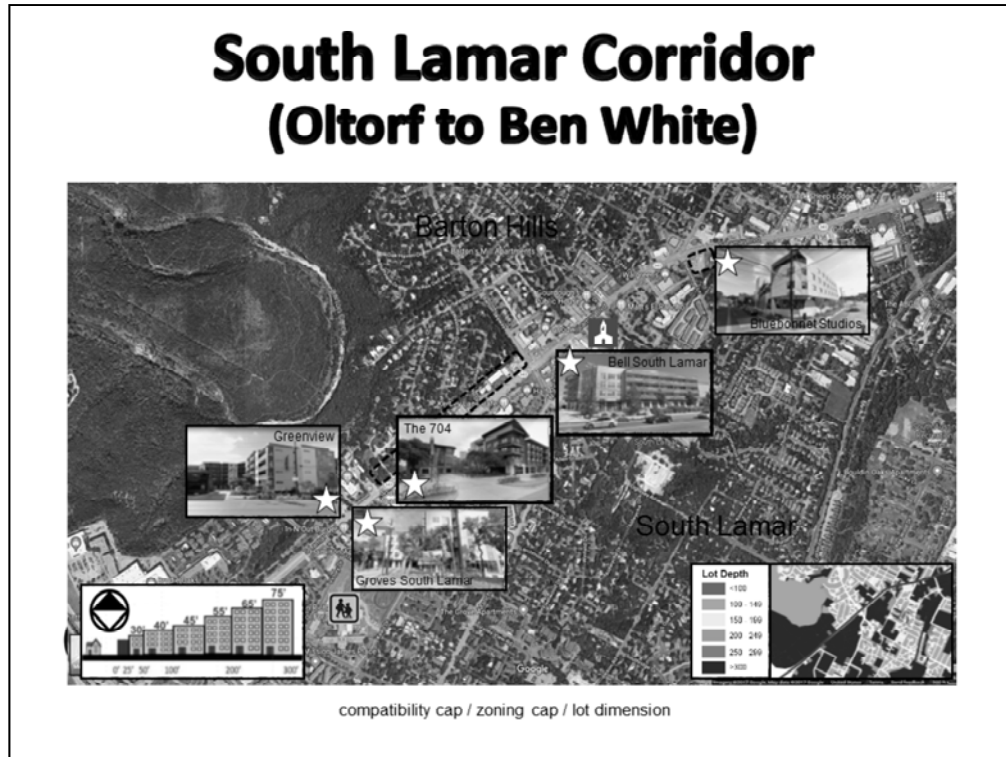 South Lamar Corridor
(Oltorf to Ben White)
Barton Hills
Bluebonnet Studios
Bell South Lamar
The 704
Greenview
South Lamar
Groves South Lamar
30' 40' 45' 55' 65' 75'
0' 25' 50' 100' 200' 300'
Lot Depth
<100
100 - 149
150 - 199
200 - 249
250 - 299
>300
Google
compatibility cap / zoning cap / lot dimension